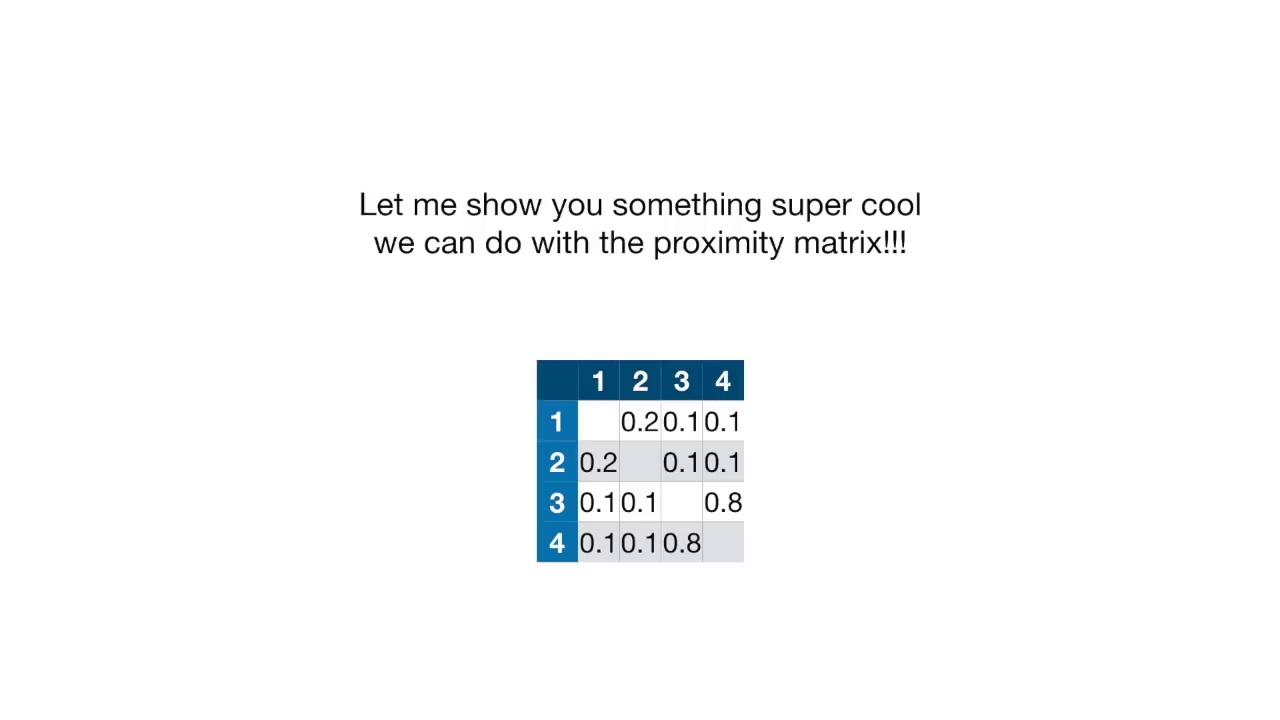 Let me show you something super cool
we can do with the proximity matrix!!!
1 2 3 4
1 0.2 0.1 0.1
2 0.2 0.1 0.1
3 0.1 0.1 0.8
4 0.1 0.1 0.8